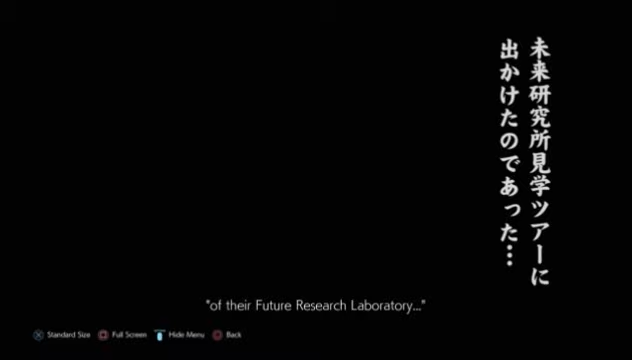 未来研究所見学ツアーに
出かけたのであった…
"of their Future Research Laboratory..."
Standard Size Full Screen Hide Menu Back